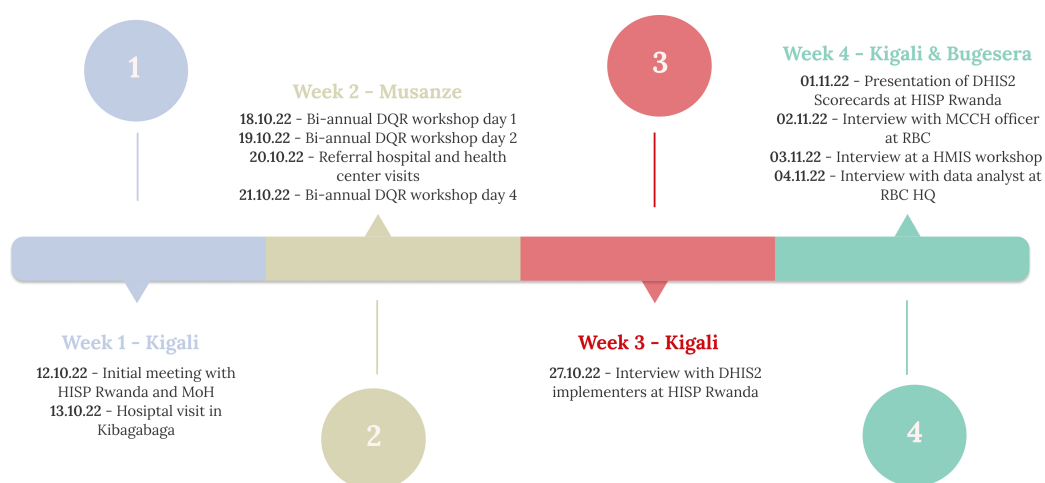 1
Week 1 - Kigali
12.10.22 - Initial meeting with
HISP Rwanda and MoH
13.10.22 - Hosiptal visit in
Kibagabaga
Week 2 - Musanze
18.10.22 - Bi-annual DQR workshop day 1
19.10.22 - Bi-annual DQR workshop day 2
20.10.22 - Referral hospital and health
center visits
21.10.22 - Bi-annual DQR workshop day 4
2
3
Week 3 - Kigali
27.10.22 - Interview with DHIS2
implementers at HISP Rwanda
Week 4 - Kigali & Bugesera
01.11.22 - Presentation of DHIS2
Scorecards at HISP Rwanda
02.11.22 - Interview with MCCH officer
at RBC
03.11.22 - Interview at a HMIS workshop
04.11.22 - Interview with data analyst at
RBC HQ
4